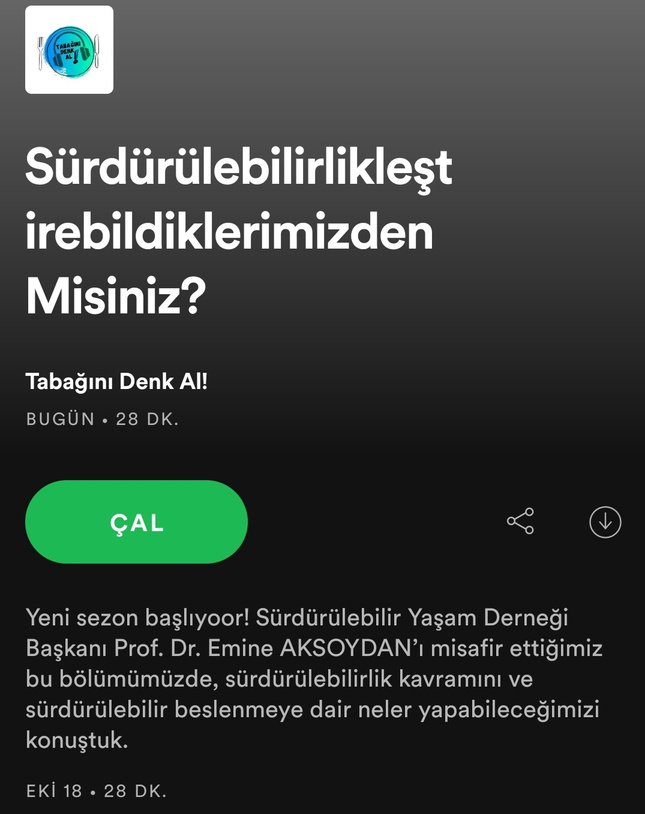 TABAĞINI
DENK
AL
Sürdürülebilirlikleşt
irebildiklerimizden
Misiniz?
Tabağını Denk Al!
BUGÜN • 28 DK.
ÇAL
Yeni sezon başlıyoor! Sürdürülebilir Yaşam Derneği
Başkanı Prof. Dr. Emine AKSOYDAN’ı misafir ettiğimiz
bu bölümümüzde, sürdürülebilirlik kavramını ve
sürdürülebilir beslenmeye dair neler yapabileceğimizi
konuştuk.
EKİ 18 • 28 DK.